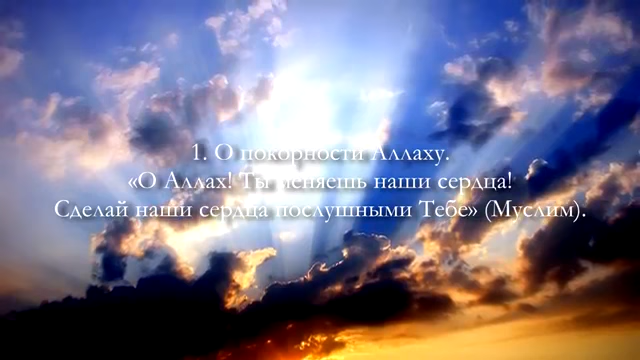 1. О покорности Аллаху.
«О Аллах! Ты меняешь наши сердца!
Сделай наши сердца послушными Тебе» (Муслим).